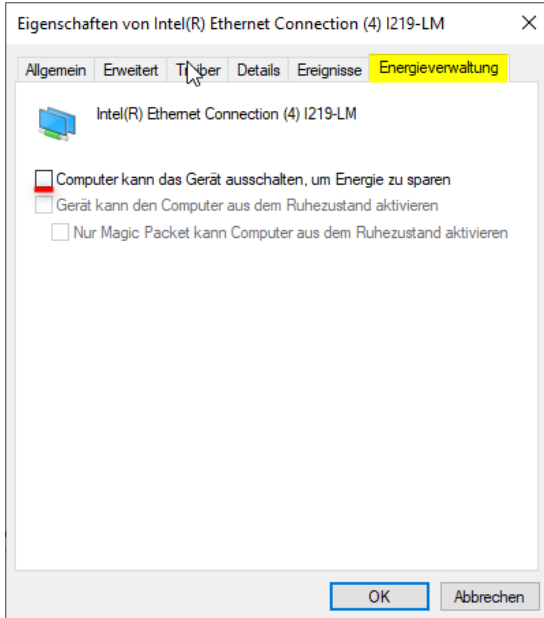 Eigenschaften von Intel(R) Ethernet Connection (4) I219-LM
Allgemein Erweitert Treiber Details Ereignisse Energieverwaltung
Intel(R) Ethernet Connection (4) I219-LM
Computer kann das Gerät ausschalten, um Energie zu sparen
Gerät kann den Computer aus dem Ruhezustand aktivieren
Nur Magic Packet kann Computer aus dem Ruhezustand aktivieren
OK Abbrechen